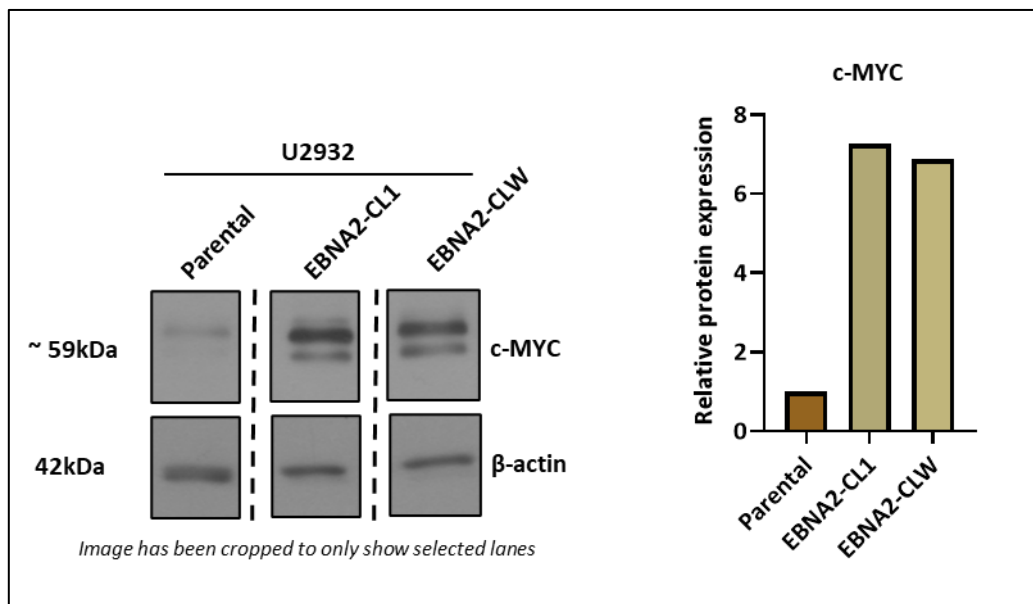 U2932
Parental
EBNA2-CL1
EBNA2-CLW
~ 59kDa
c-MYC
42kDa
β-actin
Image has been cropped to only show selected lanes
c-MYC
Relative protein expression
8
6
4
2
0
Parental
EBNA2-CL1
EBNA2-CLW